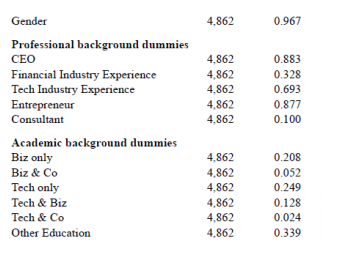 Gender 4,862 0.967
Professional background dummies
CEO 4,862 0.883
Financial Industry Experience 4,862 0.328
Tech Industry Experience 4,862 0.693
Entrepreneur 4,862 0.877
Consultant 4,862 0.100
Academic background dummies
Biz only 4,862 0.208
Biz & Co 4,862 0.052
Tech only 4,862 0.249
Tech & Biz 4,862 0.128
Tech & Co 4,862 0.024
Other Education 4,862 0.339